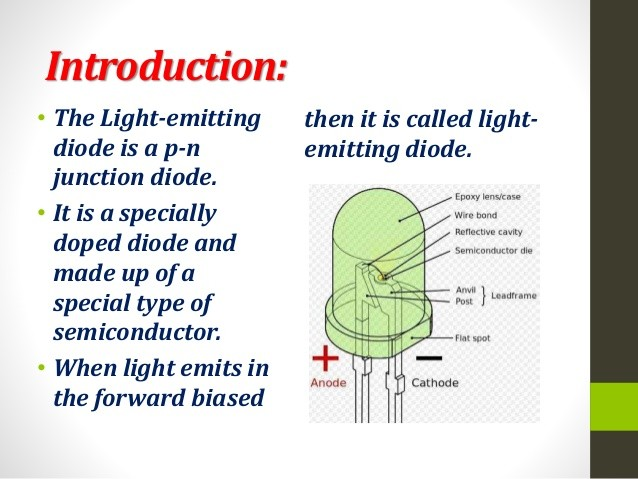 Introduction:
• The Light-emitting
diode is a p-n
junction diode.
• It is a specially
doped diode and
made up of a
special type of
semiconductor.
• When light emits in
the forward biased
then it is called light-
emitting diode.
Epoxy lens/case
Wire bond
Reflective cavity
Semiconductor die
Anvil
Post
Leadframe
Flat spot
+
−
Anode
Cathode